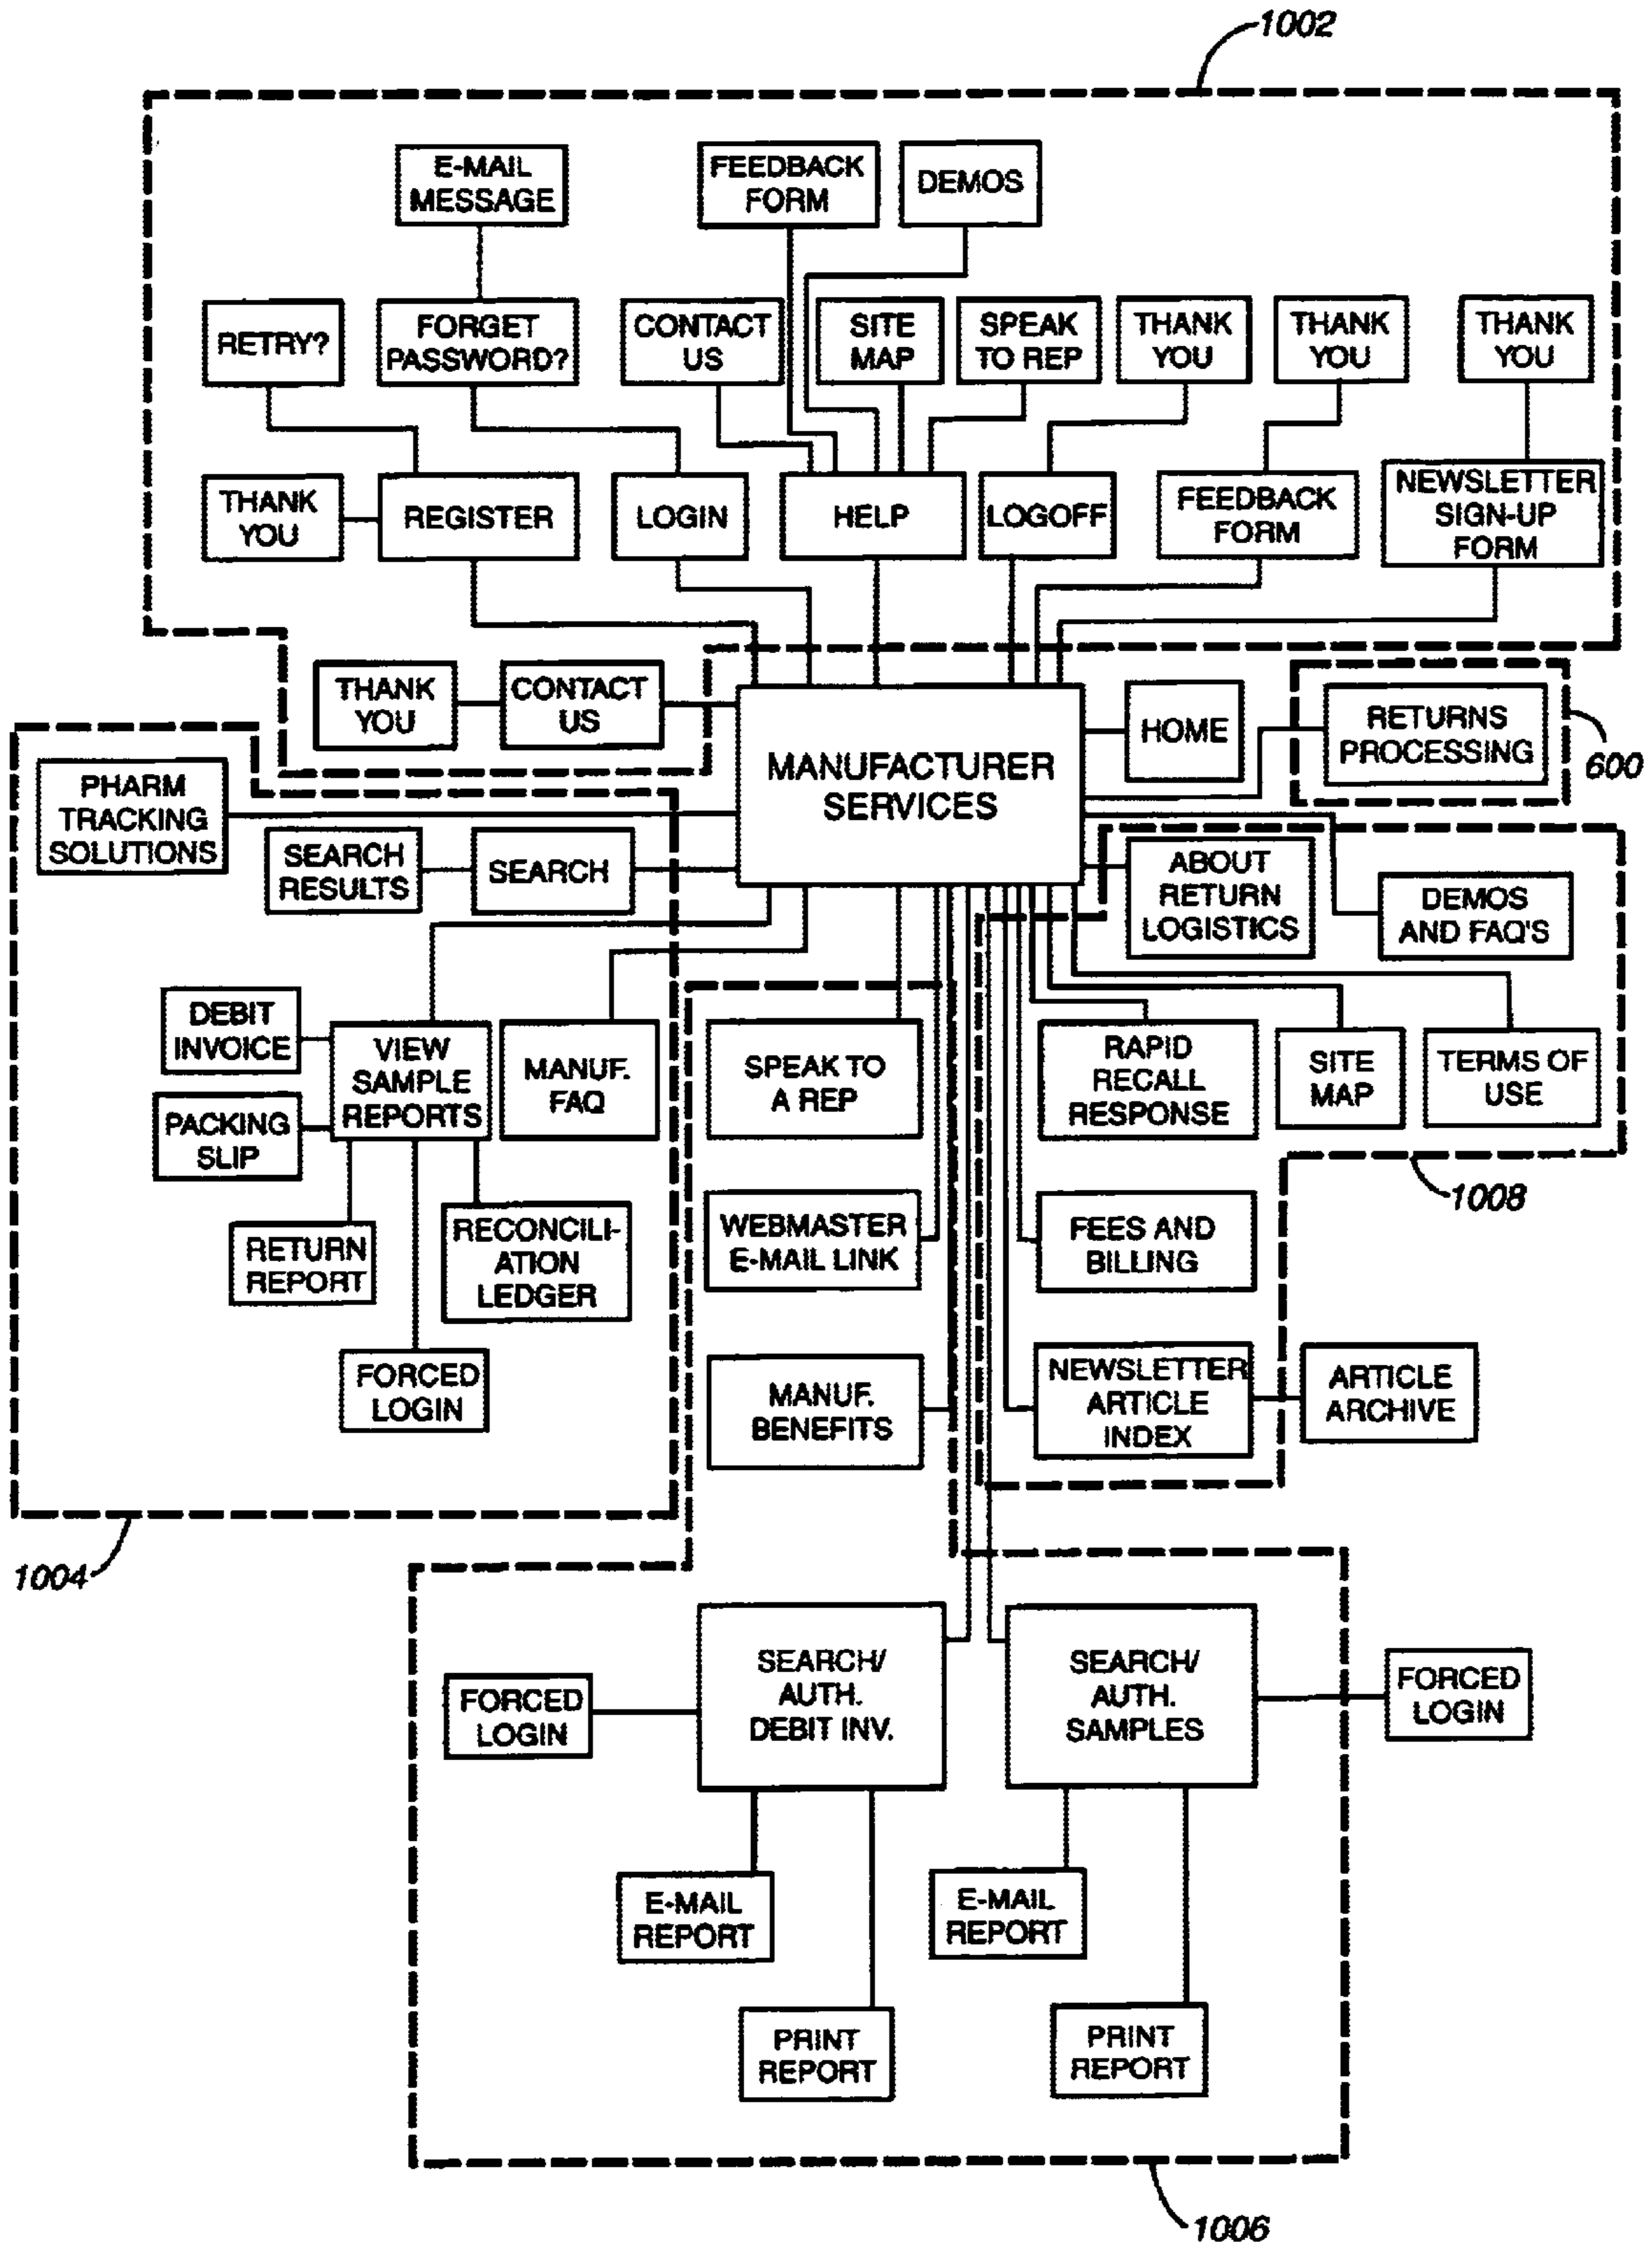 1002
E-MAIL
MESSAGE
FEEDBACK
FORM
DEMOS
RETRY?
FORGET
PASSWORD?
CONTACT
US
SITE
MAP
SPEAK
TO REP
THANK
YOU
THANK
YOU
THANK
YOU
THANK
YOU
REGISTER
LOGIN
HELP
LOGOFF
FEEDBACK
FORM
NEWSLETTER
SIGN-UP
FORM
THANK
YOU
CONTACT
US
MANUFACTURER
SERVICES
HOME
RETURNS
PROCESSING
600
PHARM
TRACKING
SOLUTIONS
SEARCH
RESULTS
SEARCH
ABOUT
RETURN
LOGISTICS
DEMOS
AND FAQ'S
DEBIT
INVOICE
VIEW
SAMPLE
REPORTS
MANUF.
FAQ
SPEAK TO
A REP
RAPID
RECALL
RESPONSE
SITE
MAP
TERMS OF
USE
PACKING
SLIP
1008
RETURN
REPORT
RECONCILI-
ATION
LEDGER
WEBMASTER
E-MAIL LINK
FEES AND
BILLING
FORCED
LOGIN
MANUF.
BENEFITS
NEWSLETTER
ARTICLE
INDEX
ARTICLE
ARCHIVE
1004
FORCED
LOGIN
SEARCH/
AUTH.
DEBIT INV.
SEARCH/
AUTH.
SAMPLES
FORCED
LOGIN
E-MAIL
REPORT
E-MAIL
REPORT
PRINT
REPORT
PRINT
REPORT
1006